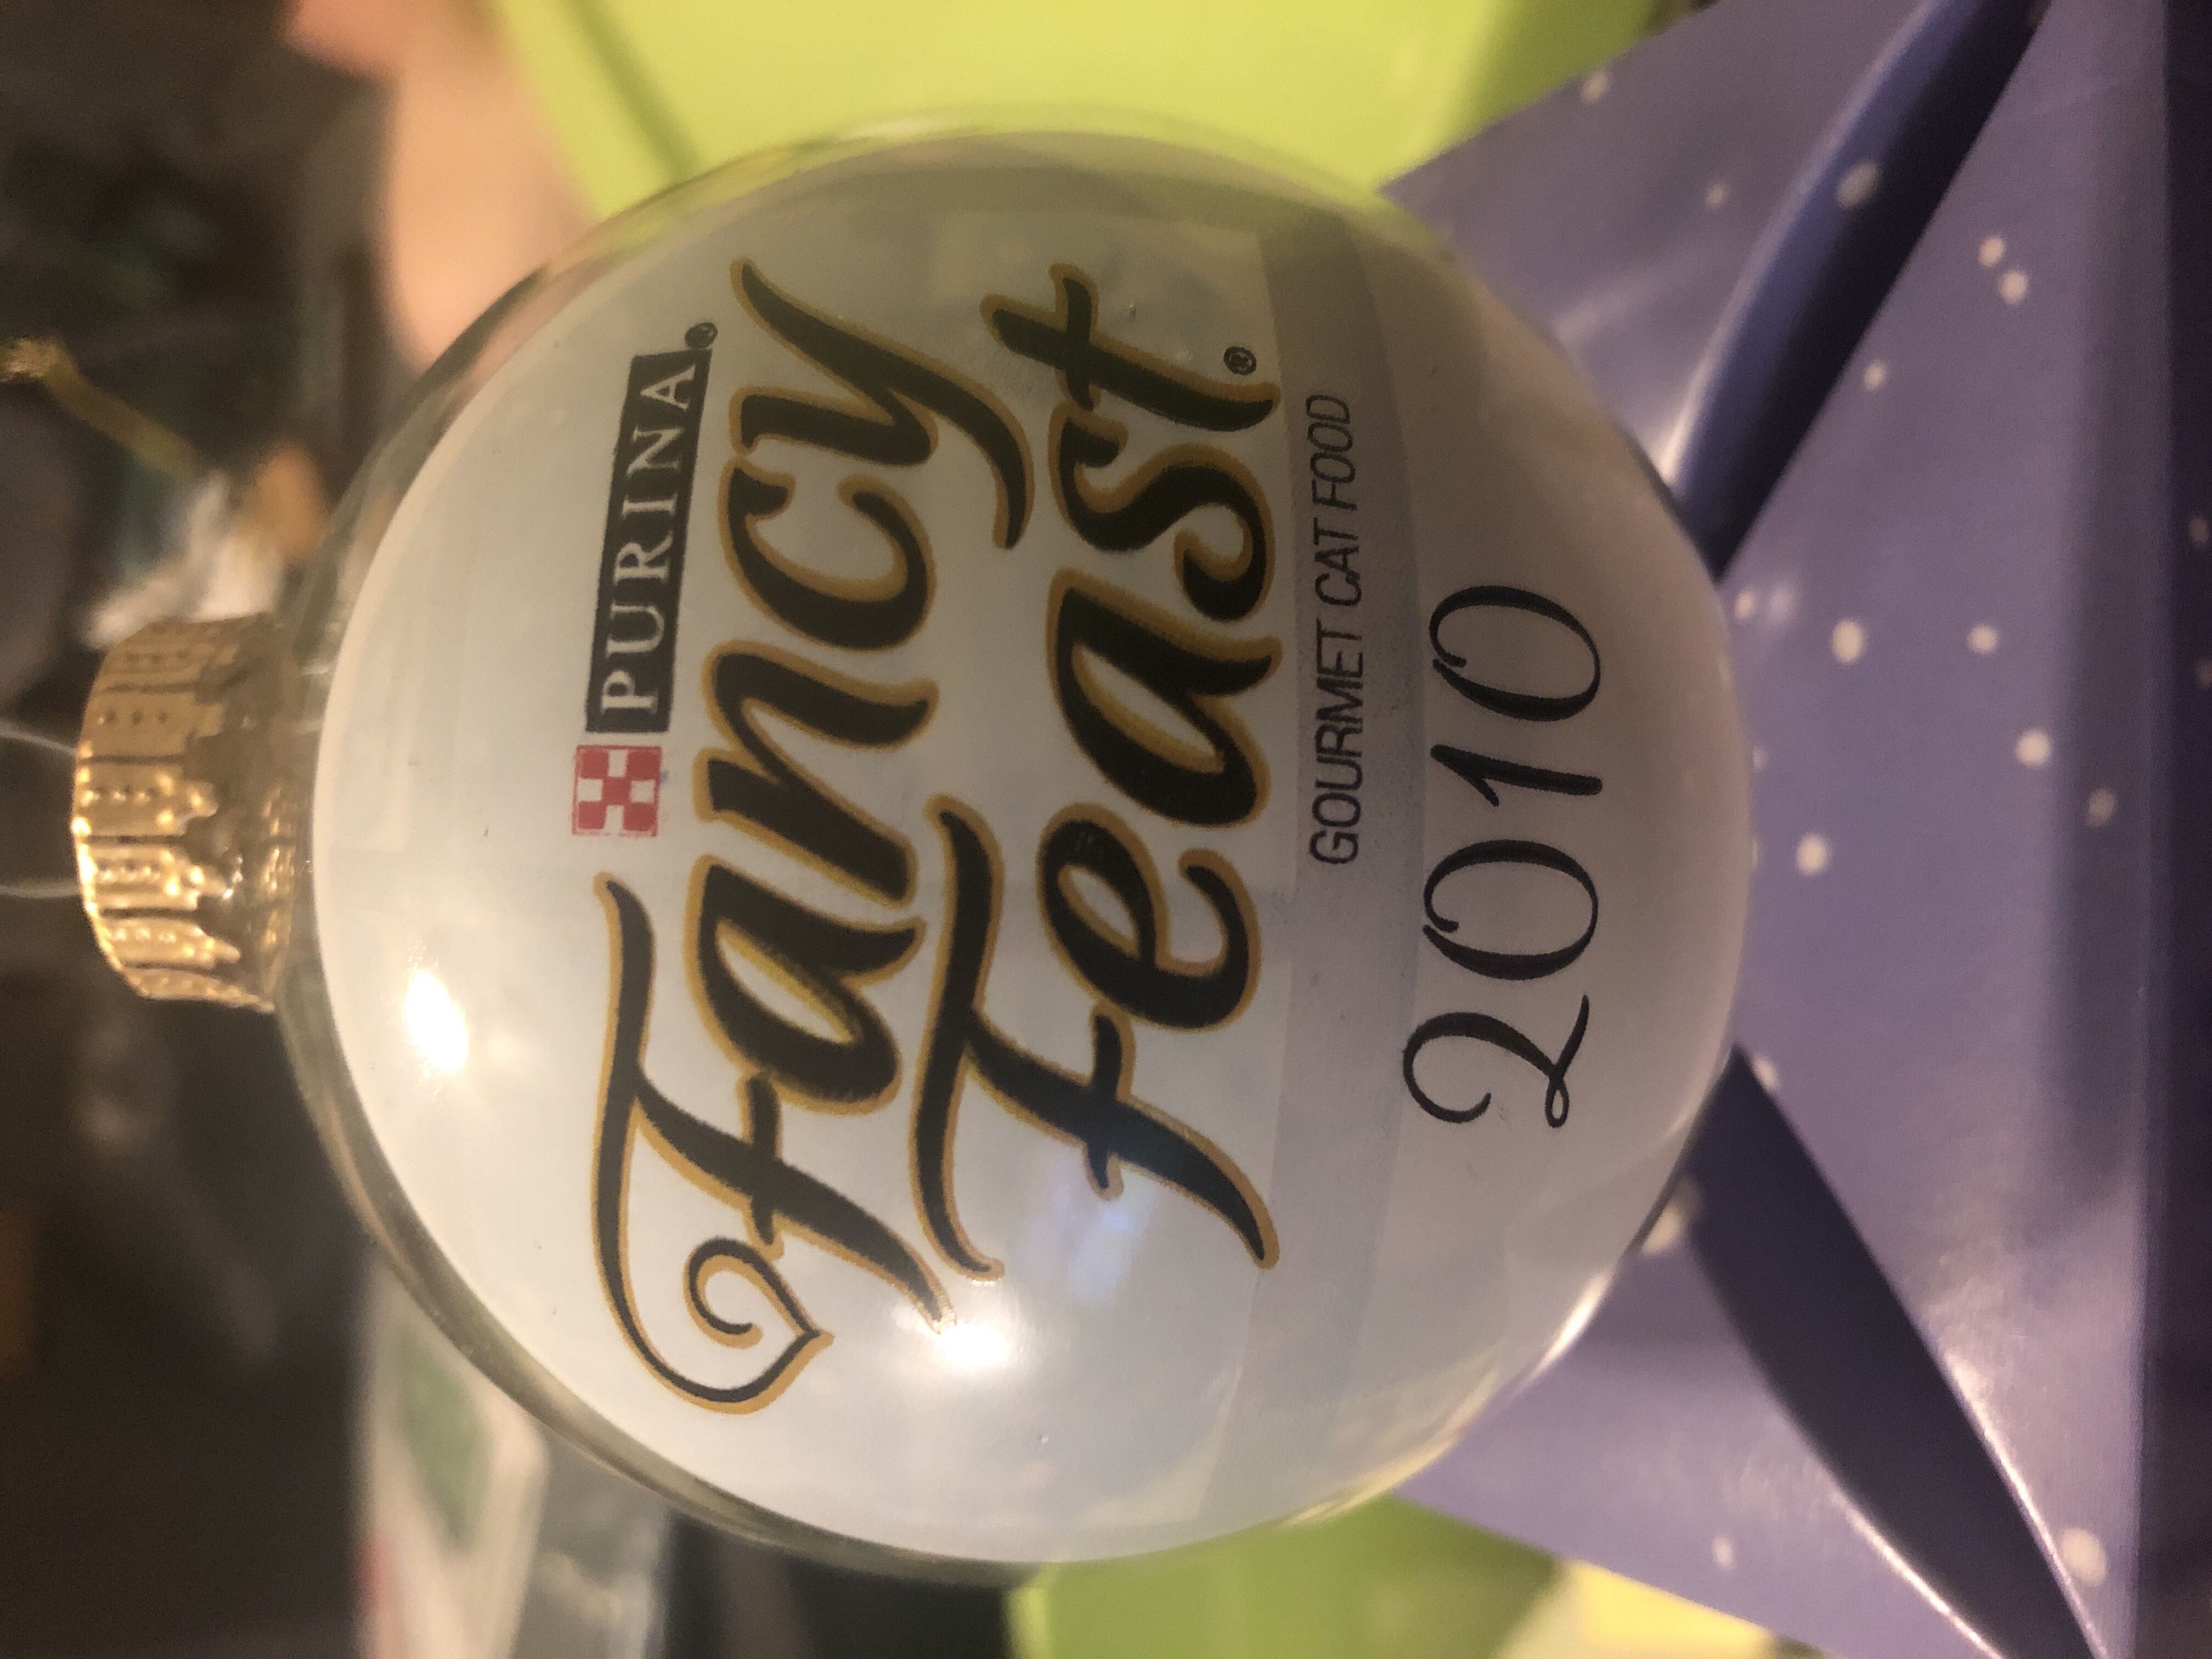 PURINA®
Fancy
Feast®
GOURMET CAT FOOD
2010